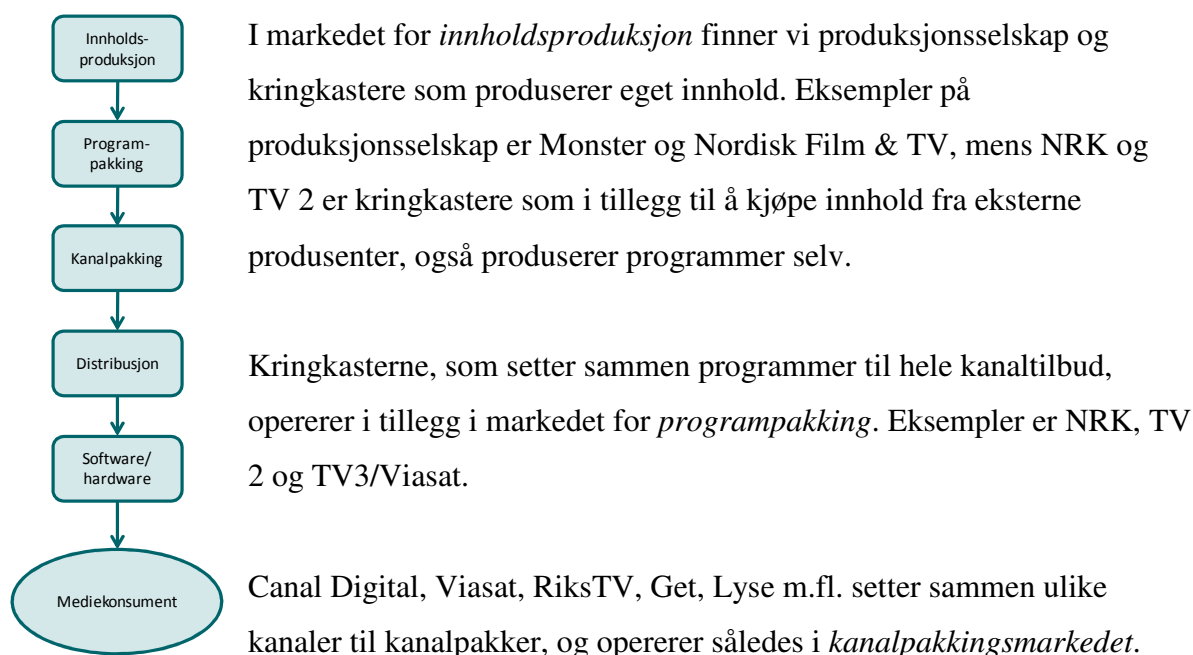 Innholds-
produksjon
Program-
pakking
Kanalpakking
Distribusjon
Software/
hardware
Mediekonsument
I markedet for innholdsproduksjon finner vi produksjonsselskap og
kringkastere som produserer eget innhold. Eksempler på
produksjonsselskap er Monster og Nordisk Film & TV, mens NRK og
TV 2 er kringkastere som i tillegg til å kjøpe innhold fra eksterne
produsenter, også produserer programmer selv.
Kringkasterne, som setter sammen programmer til hele kanaltilbud,
opererer i tillegg i markedet for programpakking. Eksempler er NRK, TV
2 og TV3/Viasat.
Canal Digital, Viasat, RiksTV, Get, Lyse m.fl. setter sammen ulike
kanaler til kanalpakker, og opererer således i kanalpakkingsmarkedet.